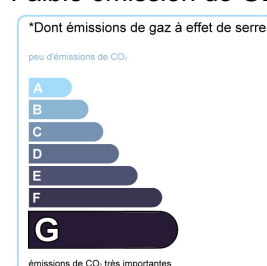 *Dont émissions de gaz à effet de serre
peu d'émissions de CO₂
A
B
C
D
E
F
G
émissions de CO₂ très importantes